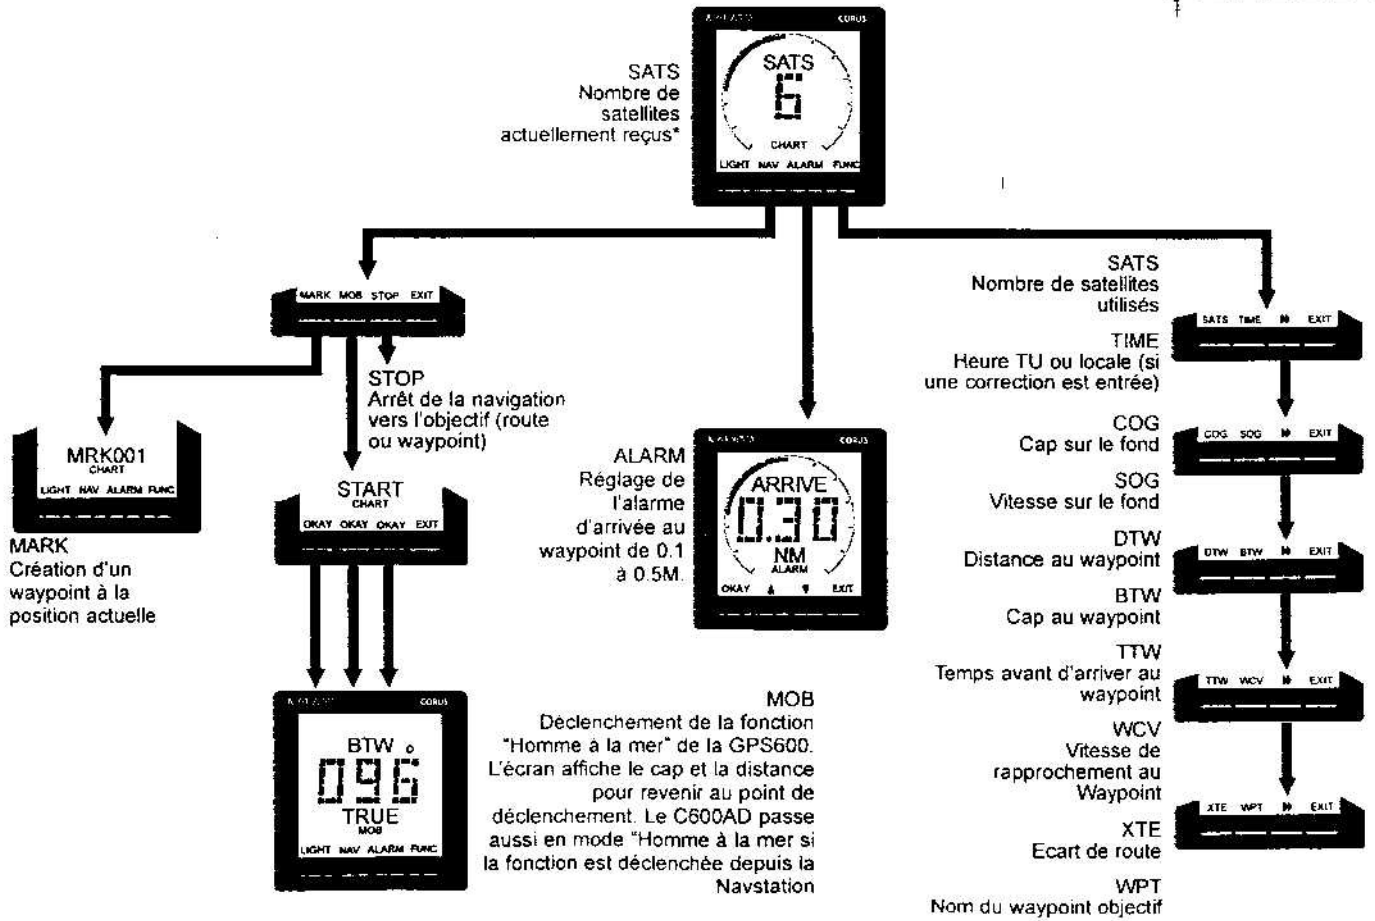 CORUS
SATS
6
CHART
LIGHT NAV ALARM FUNC
SATS
Nombre de
satellites
actuellement reçus*
MARK MOB STOP EXIT
STOP
Arrêt de la navigation
vers l'objectif (route
ou waypoint)
MRK001
CHART
LIGHT NAV ALARM FUNC
MARK
Création d'un
waypoint à la
position actuelle
START
CHART
OKAY OKAY OKAY EXIT
CORUS
BTW °
096
TRUE
MOB
LIGHT NAV ALARM FUNC
ALARM
Réglage de
l'alarme
d'arrivée au
waypoint de 0.1
à 0.5M.
CORUS
ARRIVE
0.30
NM
ALARM
OKAY ▲ ▼ EXIT
MOB
Déclenchement de la fonction
"Homme à la mer" de la GPS600.
L'écran affiche le cap et la distance
pour revenir au point de
déclenchement. Le C600AD passe
aussi en mode "Homme à la mer si
la fonction est déclenchée depuis la
Navstation
SATS
Nombre de satellites
utilisés
TIME
Heure TU ou locale (si
une correction est entrée)
COG
Cap sur le fond
SOG
Vitesse sur le fond
DTW
Distance au waypoint
BTW
Cap au waypoint
TTW
Temps avant d'arriver au
waypoint
WCV
Vitesse de
rapprochement au
Waypoint
XTE
Ecart de route
WPT
Nom du waypoint objectif
SATS TIME EXIT
COG SOG EXIT
DTW BTW EXIT
TTW WCV EXIT
XTE WPT EXIT